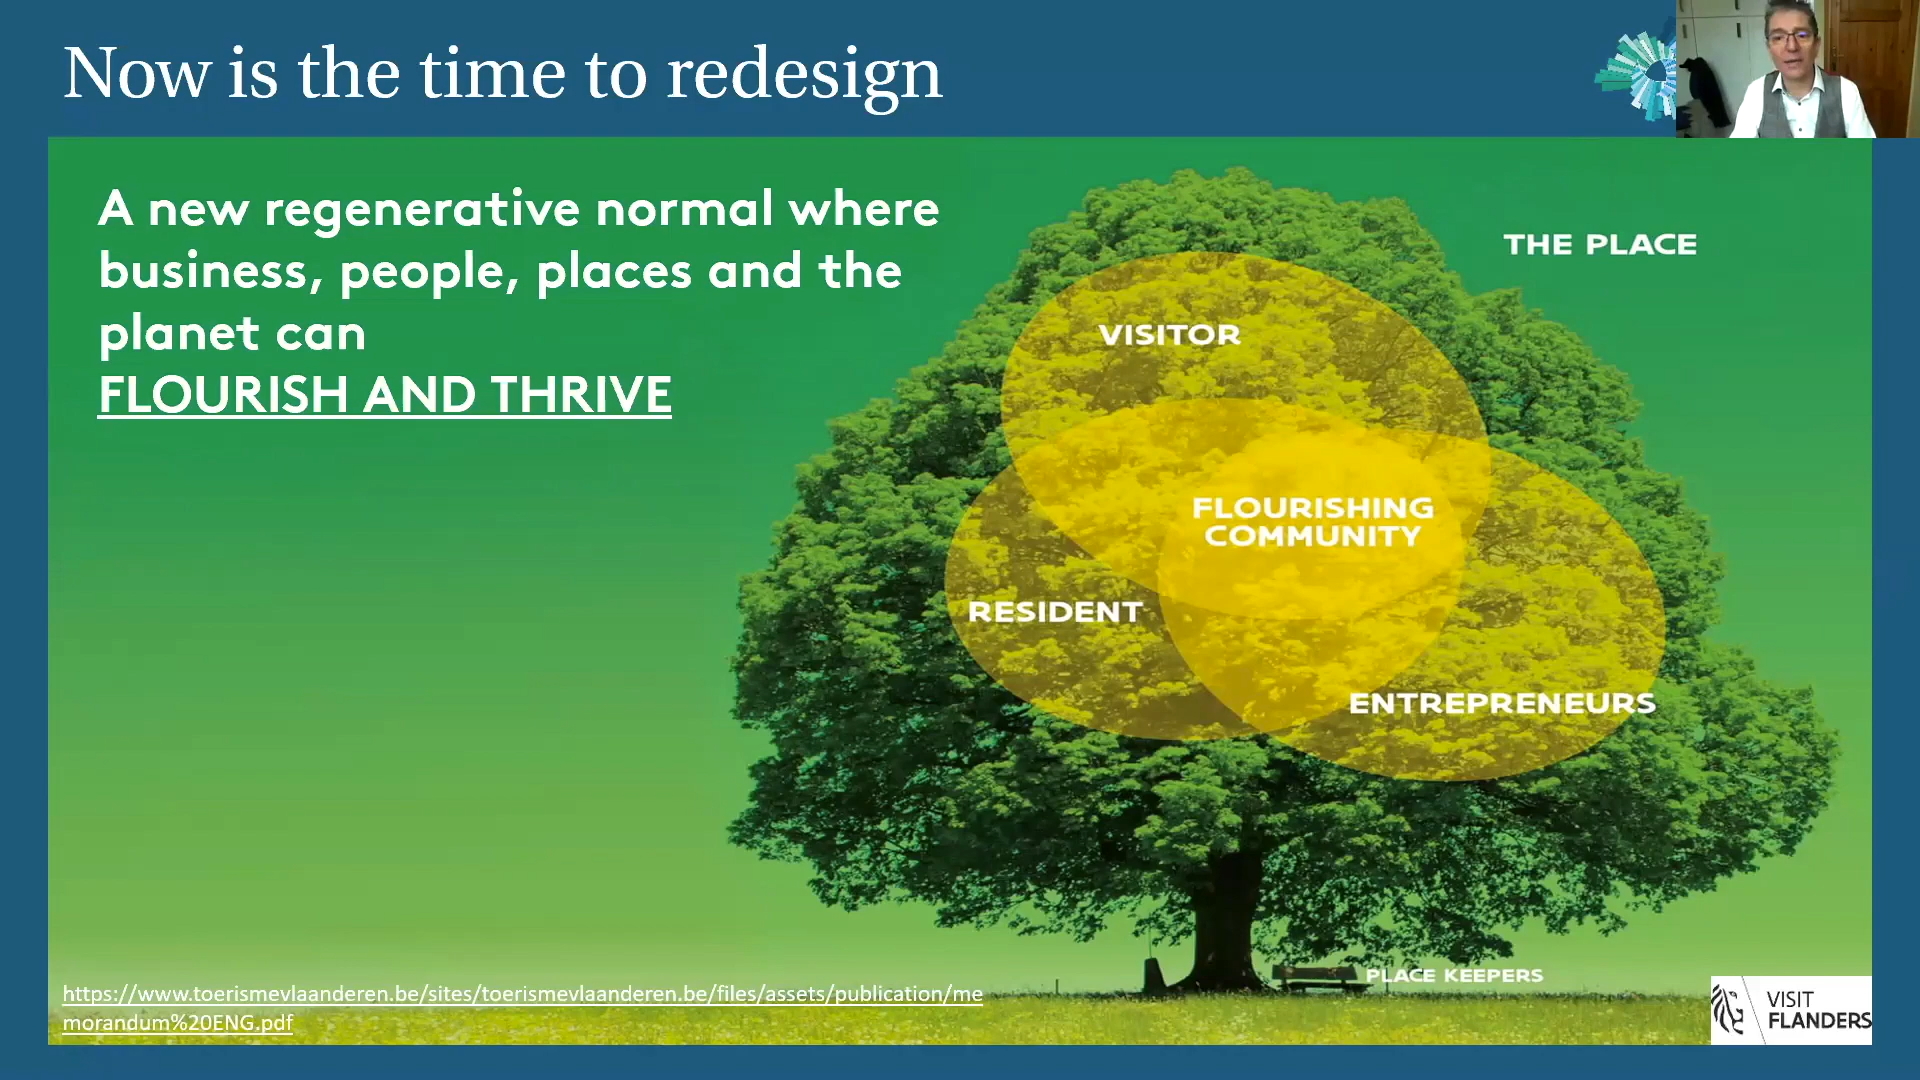 Now is the time to redesign
A new regenerative normal where
business, people, places and the
planet can
FLOURISH AND THRIVE
THE PLACE
VISITOR
FLOURISHING
COMMUNITY
RESIDENT
ENTREPRENEURS
PLACE KEEPERS
https://www.toerismevlaanderen.be/sites/toerismevlaanderen.be/files/assets/publication/me
morandum%20ENG.pdf
VISIT
FLANDERS